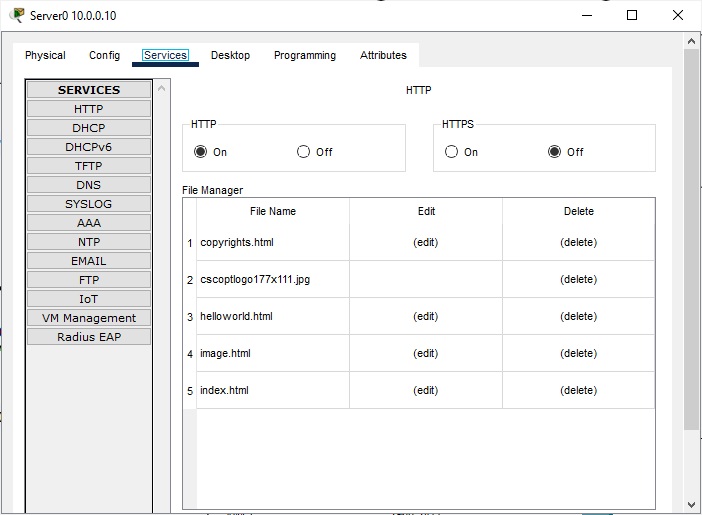 Server0 10.0.0.10
Physical Config Services Desktop Programming Attributes
SERVICES
HTTP
DHCP
DHCPv6
TFTP
DNS
SYSLOG
AAA
NTP
EMAIL
FTP
IoT
VM Management
Radius EAP
HTTP
HTTP
On Off
HTTPS
On Off
File Manager
File Name Edit Delete
1 copyrights.html (edit) (delete)
2 cscoptlogo177x111.jpg (delete)
3 helloworld.html (edit) (delete)
4 image.html (edit) (delete)
5 index.html (edit) (delete)